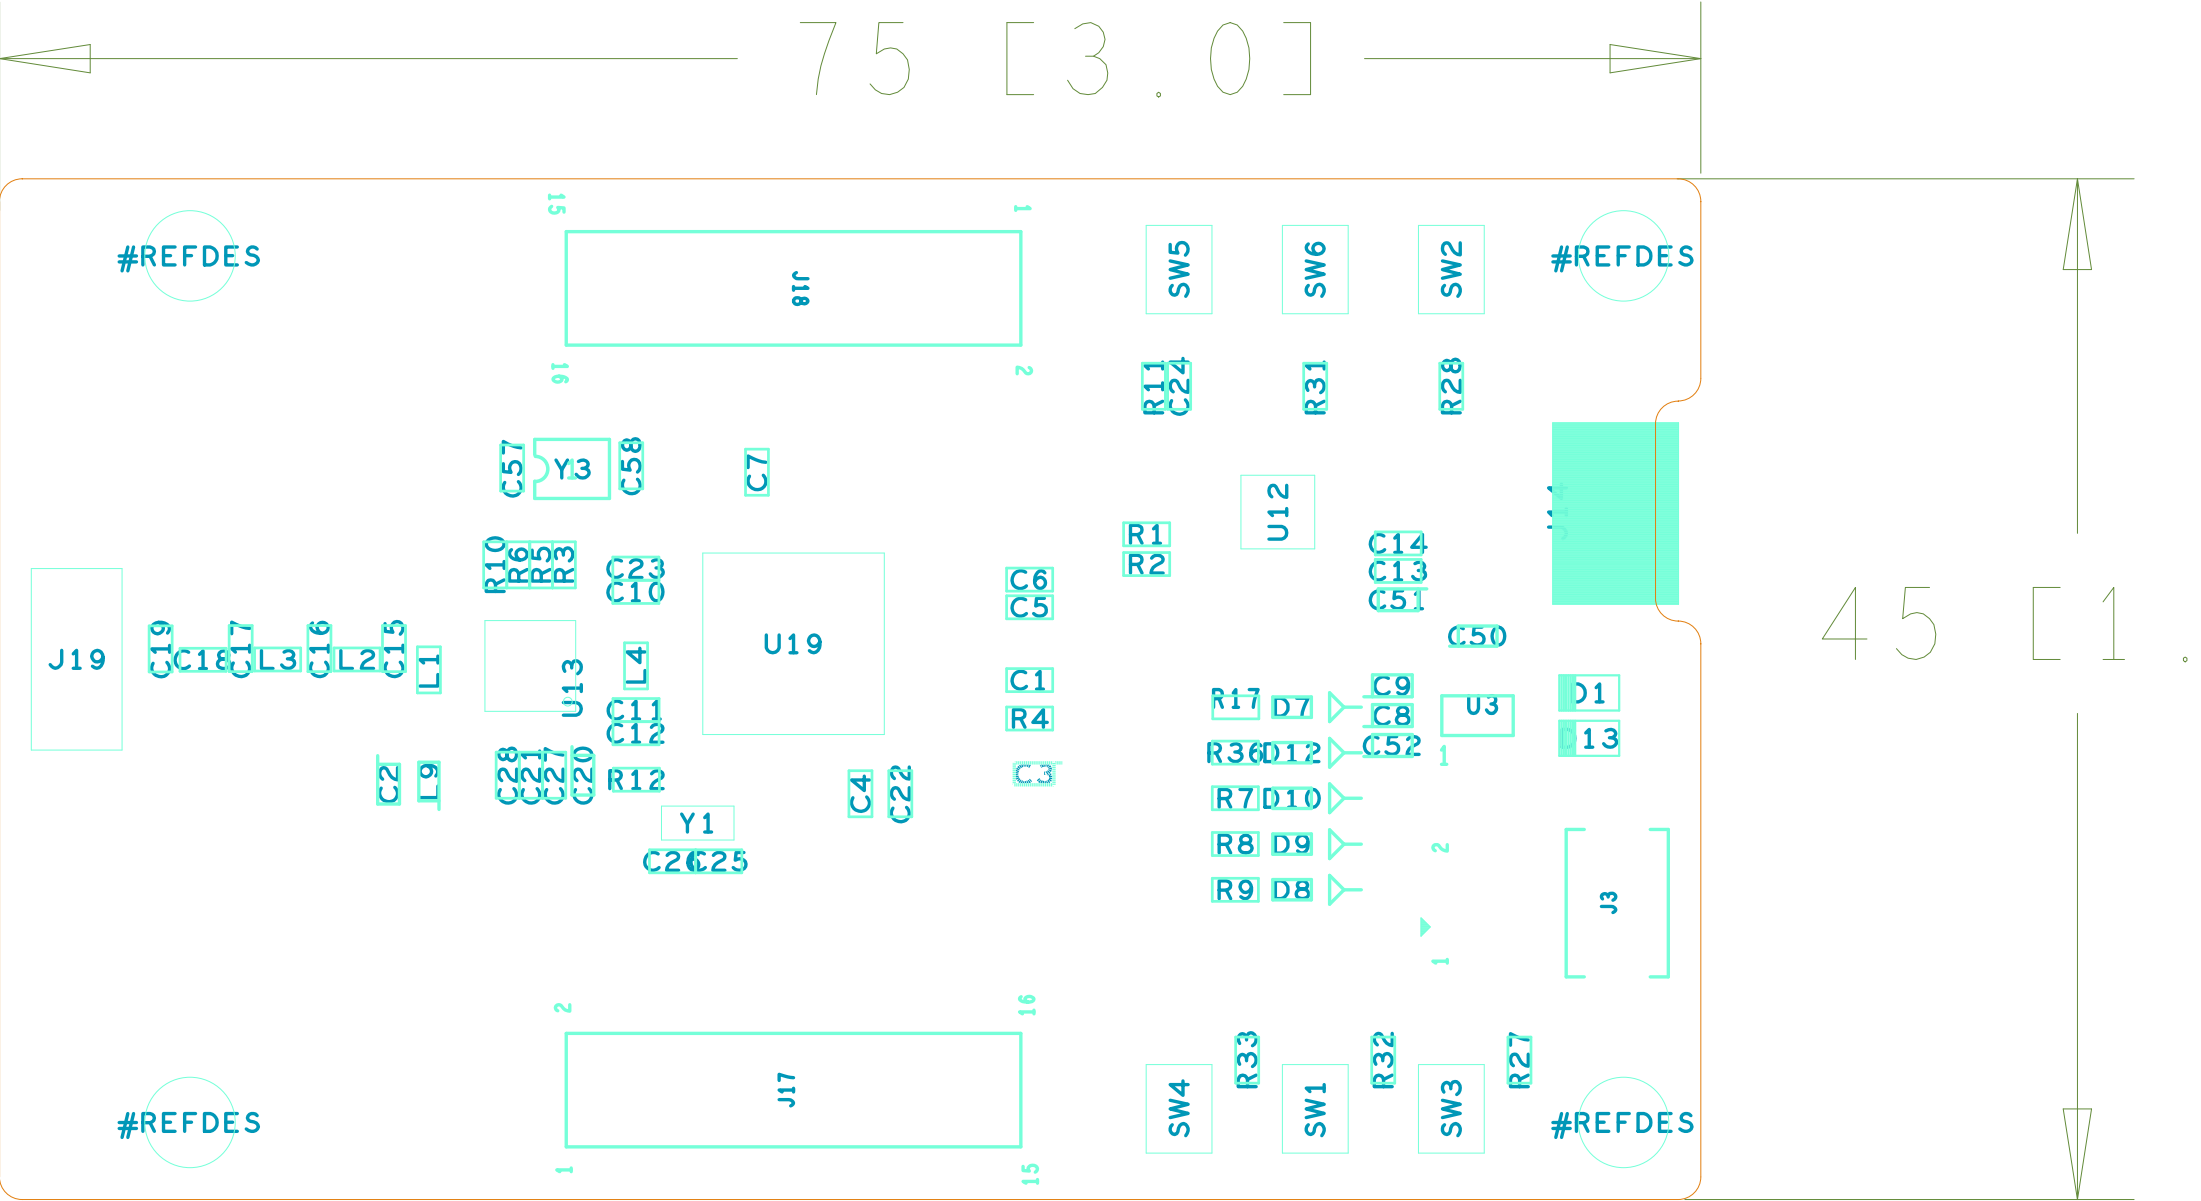 75 [3.0]
15
1
#REFDES
J18
SW5
SW6
SW2
#REFDES
16
2
R11
C24
R31
R28
C57
Y3
1
C58
C7
U12
J14
R10
R6
R5
R3
C23
C10
R1
R2
C14
C13
C51
C6
C5
45 [1.
J19
C19
C18
C17
L3
C16
L2
C15
L1
U13
L4
U19
C50
C1
R4
C11
C12
R17
D7
C9
C8
C52
U3
1
D1
D13
R36
D12
C2
L9
C28
C21
C27
C20
R12
C4
C22
C3
R7
D10
Y1
C26
C25
R8
D9
2
R9
D8
J3
1
2
16
J17
R33
R32
R27
#REFDES
SW4
SW1
SW3
#REFDES
1
15